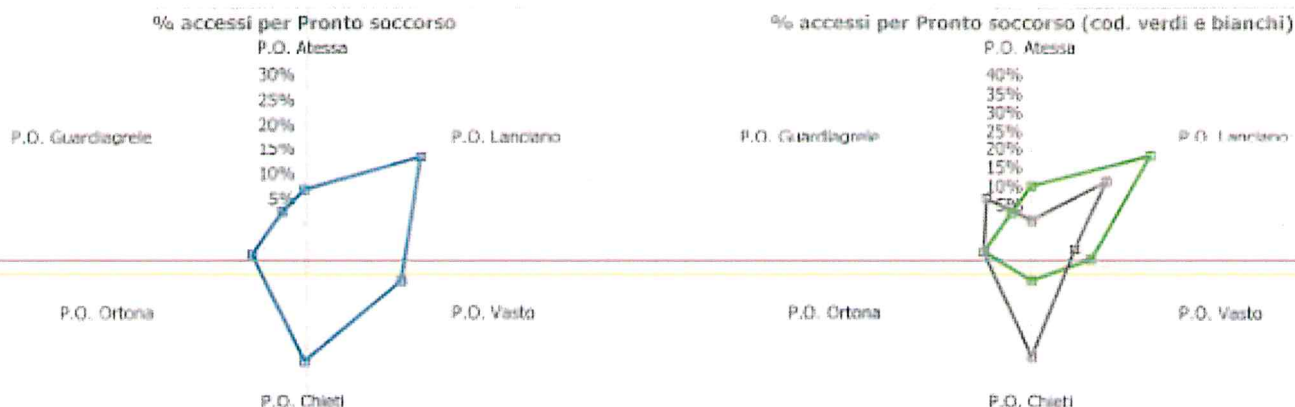 % accessi per Pronto soccorso
P.O. Atessa
30%
25%
20%
15%
10%
5%
P.O. Guardiagrele
P.O. Lanciano
P.O. Ortona
P.O. Vasto
P.O. Chieti
% accessi per Pronto soccorso (cod. verdi e bianchi)
P.O. Atessa
40%
35%
30%
25%
20%
15%
10%
5%
P.O. Guardiagrele
P.O. Lanciano
P.O. Ortona
P.O. Vasto
P.O. Chieti